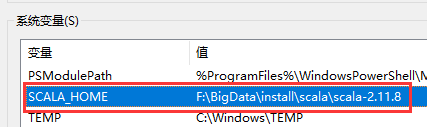 系统变量(S)
变量 值
PSModulePath %ProgramFiles%\WindowsPowerShell\M
SCALA_HOME F:\BigData\install\scala\scala-2.11.8
TEMP C:\Windows\TEMP